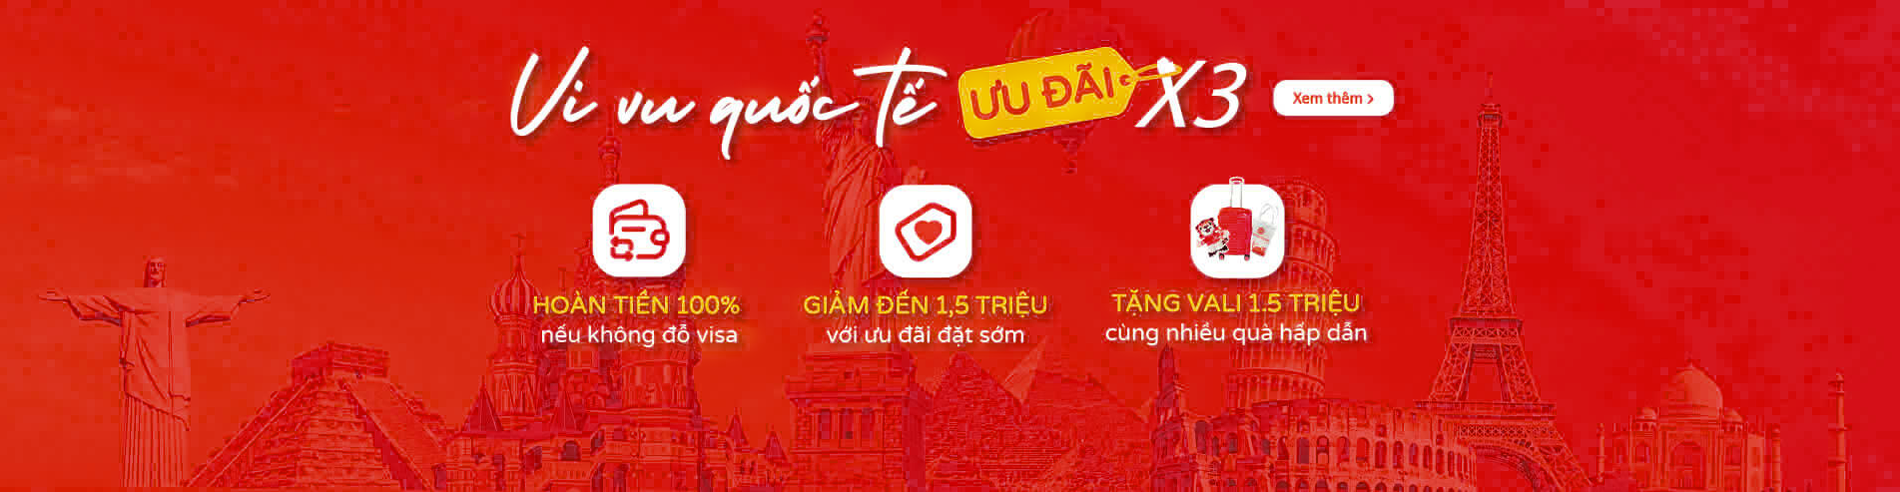 Vi vu quốc tế ƯU ĐÃI X3
Xem thêm >
HOÀN TIỀN 100%
nếu không đỗ visa
GIẢM ĐẾN 1,5 TRIỆU
với ưu đãi đặt sớm
TẶNG VALI 1.5 TRIỆU
cùng nhiều quà hấp dẫn